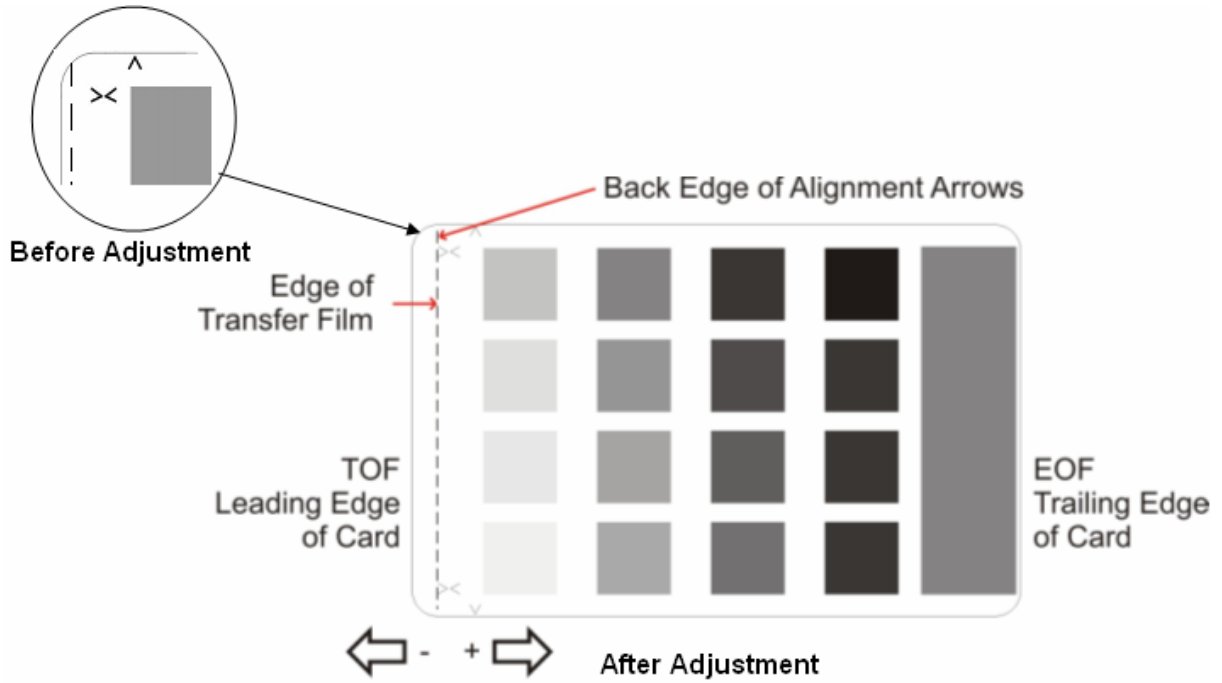 ^
><
Before Adjustment
Back Edge of Alignment Arrows
^
><
Edge of
Transfer Film
TOF
Leading Edge
of Card
EOF
Trailing Edge
of Card
><
v
- +
After Adjustment